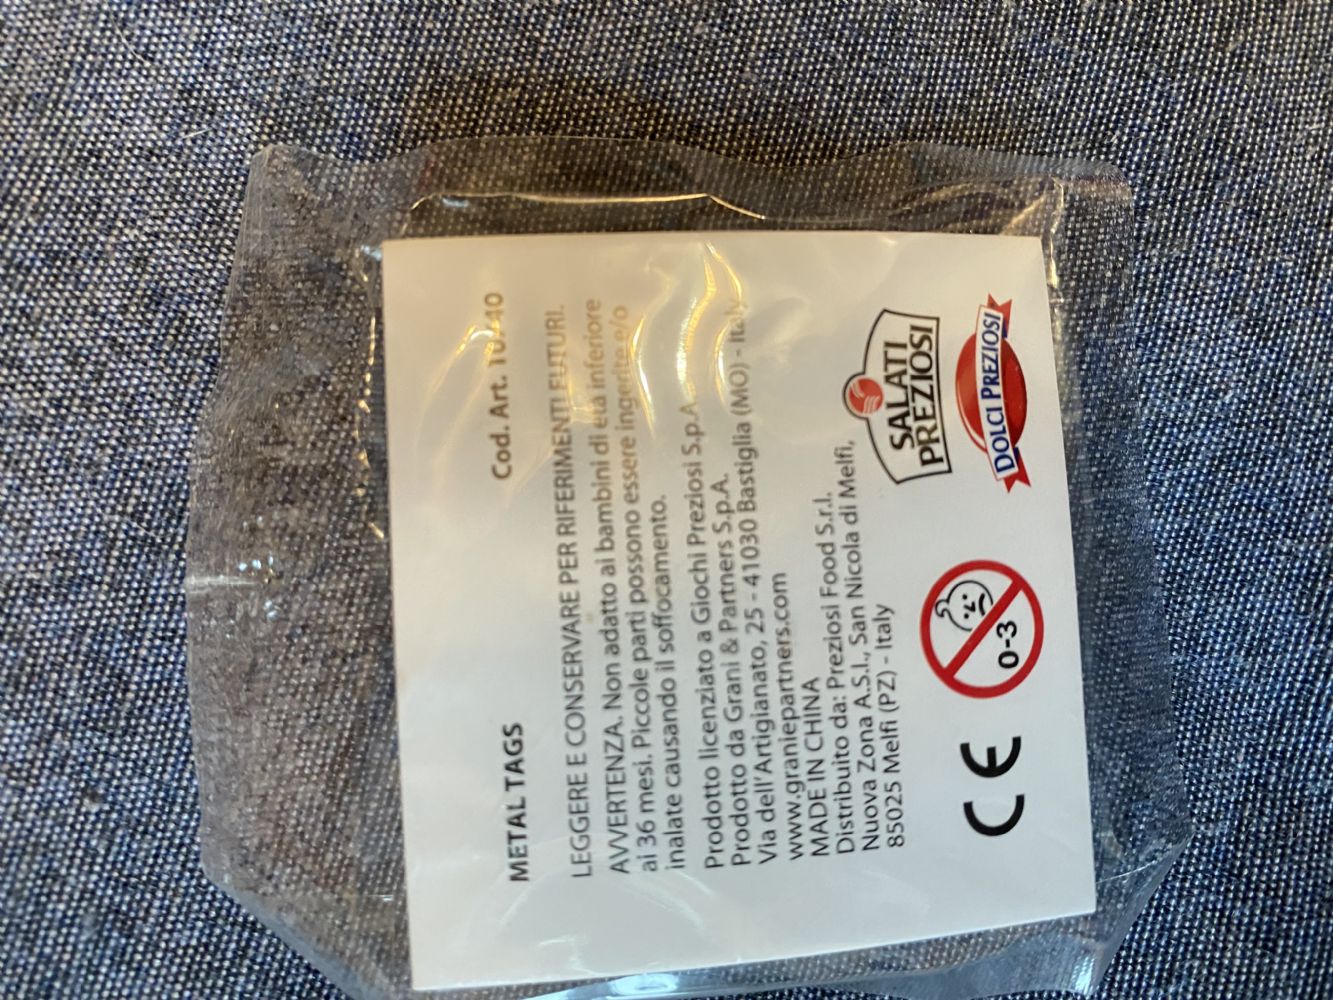 METAL TAGS Cod. Art.
LEGGERE E CONSERVARE PER RIFERIMENTI FUTURI.
AVVERTENZA. Non adatto ai bambini di età inferiore
ai 36 mesi. Piccole parti possono essere ingerite e/o
inalate causando il soffocamento.
Prodotto licenziato a Giochi Preziosi S.p.A.
Prodotto da Grani & Partners S.p.A.
Via dell'Artigianato, 25 - 41030 Bastiglia (MO) - Italy
www.graniepartners.com
MADE IN CHINA
Distribuito da: Preziosi Food S.r.l.
Nuova Zona A.S.I., San Nicola di Melfi,
85025 Melfi (PZ) - Italy
CE
0-3
SALATI
PREZIOSI
DOLCI PREZIOSI